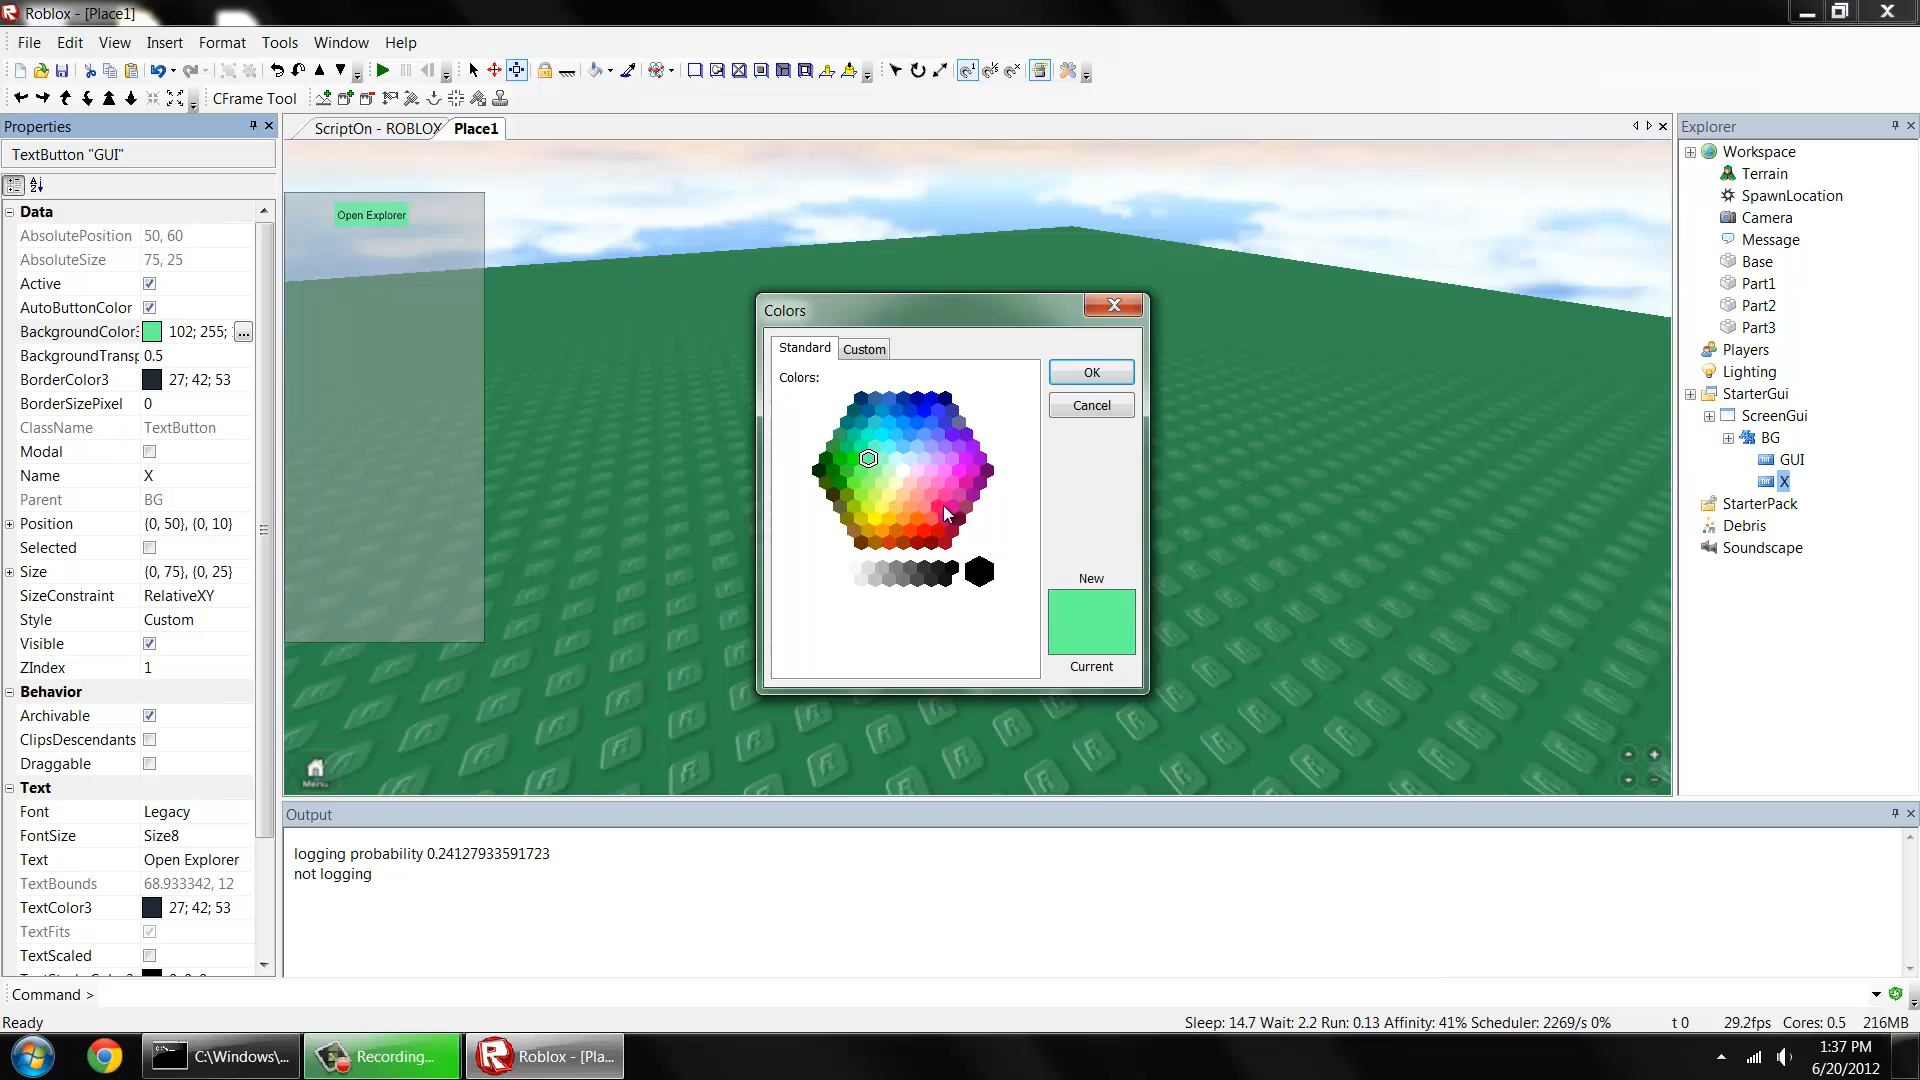 Roblox - [Place1]
File Edit View Insert Format Tools Window Help
CFrame Tool
Properties
TextButton "GUI"
Data
AbsolutePosition 50, 60
AbsoluteSize 75, 25
Active
AutoButtonColor
BackgroundColor3 102; 255;
BackgroundTransp 0.5
BorderColor3 27; 42; 53
BorderSizePixel 0
ClassName TextButton
Modal
Name X
Parent BG
Position {0, 50}, {0, 10}
Selected
Size {0, 75}, {0, 25}
SizeConstraint RelativeXY
Style Custom
Visible
ZIndex 1
Behavior
Archivable
ClipsDescendants
Draggable
Text
Font Legacy
FontSize Size8
Text Open Explorer
TextBounds 68.933342, 12
TextColor3 27; 42; 53
TextFits
TextScaled
ScriptOn - ROBLOX Place1
Open Explorer
Menu
Colors
Standard Custom
Colors:
OK
Cancel
New
Current
Explorer
Workspace
Terrain
SpawnLocation
Camera
Message
Base
Part1
Part2
Part3
Players
Lighting
StarterGui
ScreenGui
BG
GUI
X
StarterPack
Debris
Soundscape
Output
logging probability 0.24127933591723
not logging
Command >
Ready
Sleep: 14.7 Wait: 2.2 Run: 0.13 Affinity: 41% Scheduler: 2269/s 0% t 0 29.2fps Cores: 0.5 216MB
C:\Windows\...
Recording...
Roblox - [Pla...
1:37 PM
6/20/2012